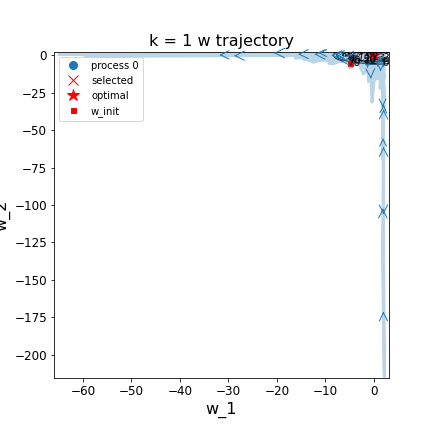 k = 1 w trajectory
process 0
selected
optimal
w_init
0
−25
−50
−75
−100
−125
−150
−175
−200
w_2
−60
−50
−40
−30
−20
−10
0
w_1